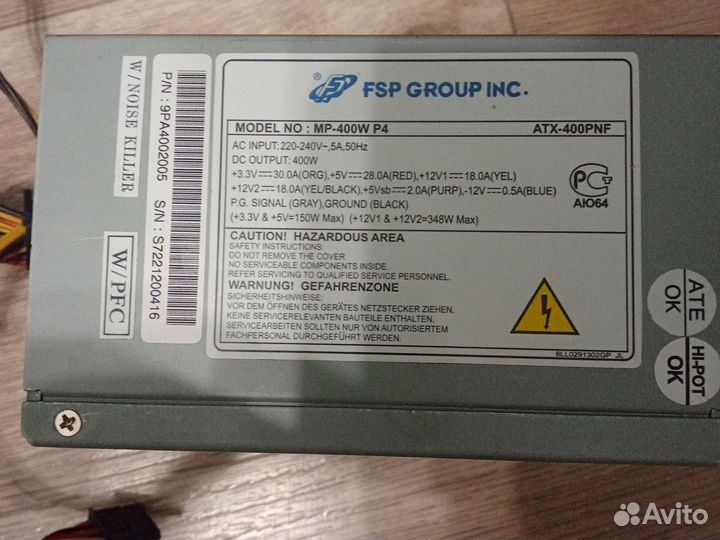 FSP GROUP INC.
MODEL NO : MP-400W P4 ATX-400PNF
AC INPUT: 220-240V~,5A,50Hz
DC OUTPUT: 400W
+3.3V⎓30.0A(ORG),+5V⎓28.0A(RED),+12V1⎓18.0A(YEL)
+12V2⎓18.0A(YEL/BLACK),+5Vsb⎓2.0A(PURP),-12V⎓0.5A(BLUE)
P.G. SIGNAL (GRAY),GROUND (BLACK)
(+3.3V & +5V=150W Max) (+12V1 & +12V2=348W Max)
АЮ64
CAUTION! HAZARDOUS AREA
SAFETY INSTRUCTIONS:
DO NOT REMOVE THE COVER
NO SERVICEABLE COMPONENTS INSIDE.
REFER SERVICING TO QUALIFIED SERVICE PERSONNEL.
WARNUNG! GEFAHRENZONE
SICHERHEITSHINWEISE:
VOR DEM ÖFFNEN DES GERÄTES NETZSTECKER ZIEHEN.
KEINE SERVICERELEVANTEN BAUTEILE ENTHALTEN.
SERVICEARBEITEN SOLLTEN NUR VON AUTORISIERTEM
FACHPERSONAL DURCHGEFÜHRT WERDEN.
6LL0291302GP JL
W/NOISE KILLER
W/PFC
P/N : 9PA4002005
S/N : S7221200416
ATE
OK
HI-POT
OK
Avito